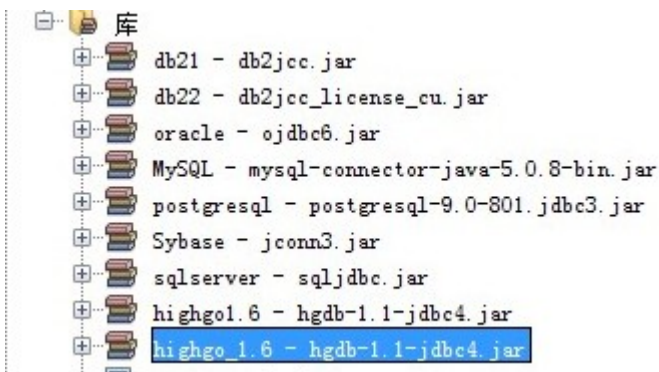 库
db21 - db2jcc.jar
db22 - db2jcc_license_cu.jar
oracle - ojdbc6.jar
MySQL - mysql-connector-java-5.0.8-bin.jar
postgresql - postgresql-9.0-801.jdbc3.jar
Sybase - jconn3.jar
sqlserver - sqljdbc.jar
highgo1.6 - hgdb-1.1-jdbc4.jar
highgo_1.6 - hgdb-1.1-jdbc4.jar